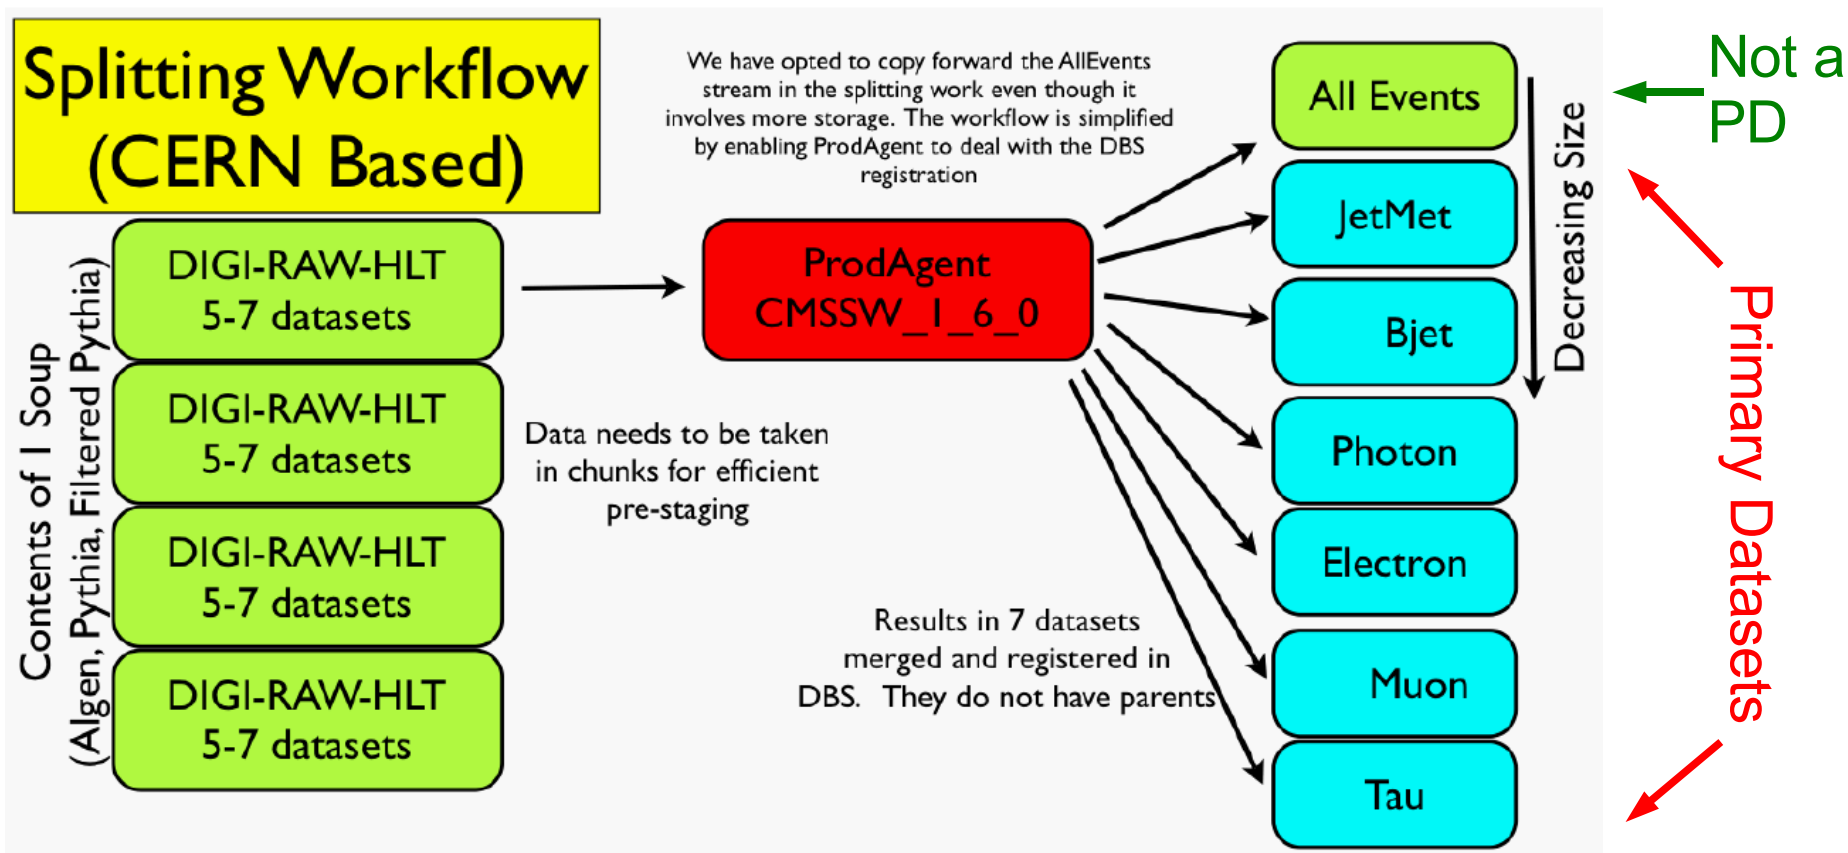 Splitting Workflow
(CERN Based)
We have opted to copy forward the AllEvents
stream in the splitting work even though it
involves more storage. The workflow is simplified
by enabling ProdAgent to deal with the DBS
registration
Contents of 1 Soup
(Algen, Pythia, Filtered Pythia)
DIGI-RAW-HLT
5-7 datasets
DIGI-RAW-HLT
5-7 datasets
DIGI-RAW-HLT
5-7 datasets
DIGI-RAW-HLT
5-7 datasets
ProdAgent
CMSSW_1_6_0
Data needs to be taken
in chunks for efficient
pre-staging
Results in 7 datasets
merged and registered in
DBS. They do not have parents
All Events
JetMet
Bjet
Photon
Electron
Muon
Tau
Decreasing Size
Not a
PD
Primary Datasets